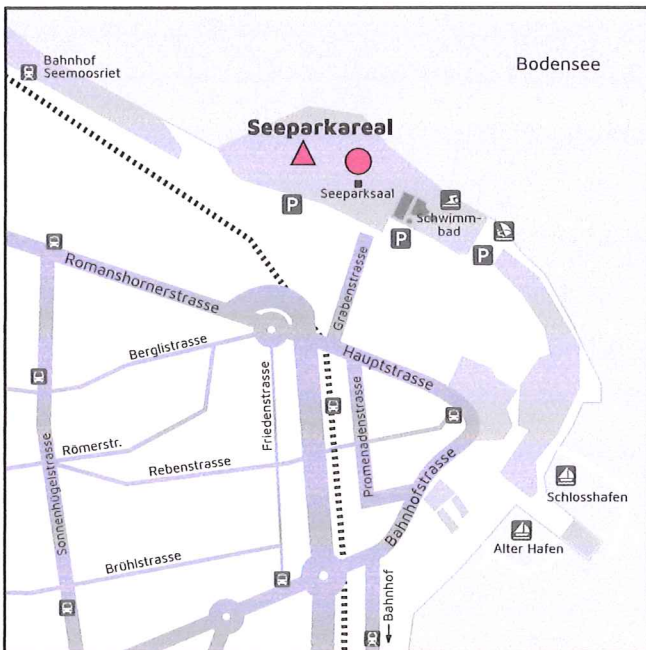 Bahnhof
Seemoosriet
Bodensee
Seeparkareal
Seeparksaal
P
Schwimm-
bad
P
P
Romanshornerstrasse
Grabenstrasse
Berglistrasse
Hauptstrasse
Friedenstrasse
Promenadenstrasse
Römerstr.
Rebenstrasse
Sonnenhügelstrasse
Bahnhofstrasse
Schlosshafen
Alter Hafen
Brühlstrasse
Bahnhof